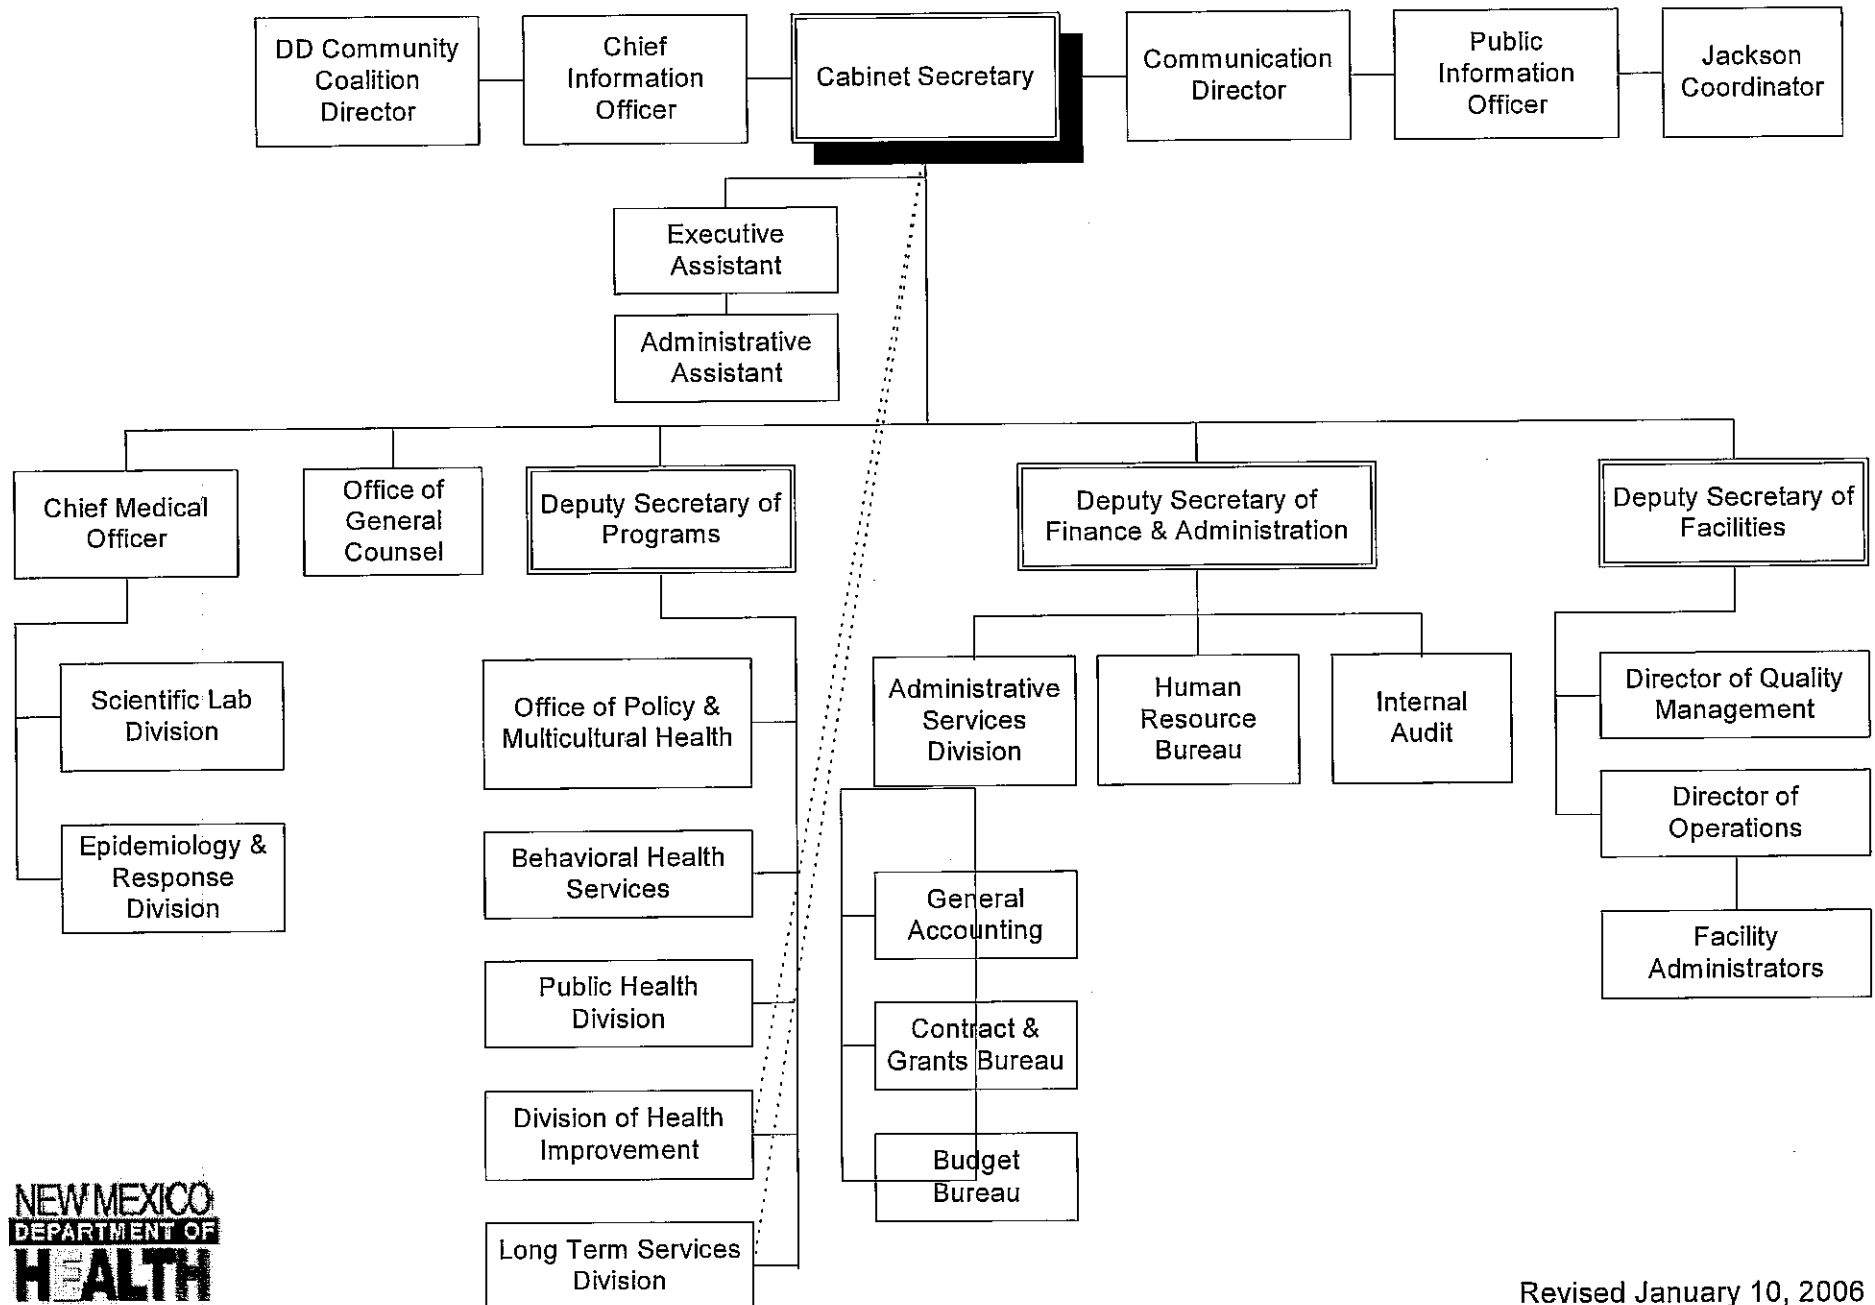 DD Community
Coalition
Director
Chief
Information
Officer
Cabinet Secretary
Communication
Director
Public
Information
Officer
Jackson
Coordinator
Executive
Assistant
Administrative
Assistant
Chief Medical
Officer
Office of
General
Counsel
Deputy Secretary of
Programs
Deputy Secretary of
Finance & Administration
Deputy Secretary of
Facilities
Scientific Lab
Division
Epidemiology &
Response
Division
Office of Policy &
Multicultural Health
Behavioral Health
Services
Public Health
Division
Division of Health
Improvement
Long Term Services
Division
Administrative
Services
Division
Human
Resource
Bureau
Internal
Audit
General
Accounting
Contract &
Grants Bureau
Budget
Bureau
Director of Quality
Management
Director of
Operations
Facility
Administrators
NEW MEXICO
DEPARTMENT OF
HEALTH
Revised January 10, 2006